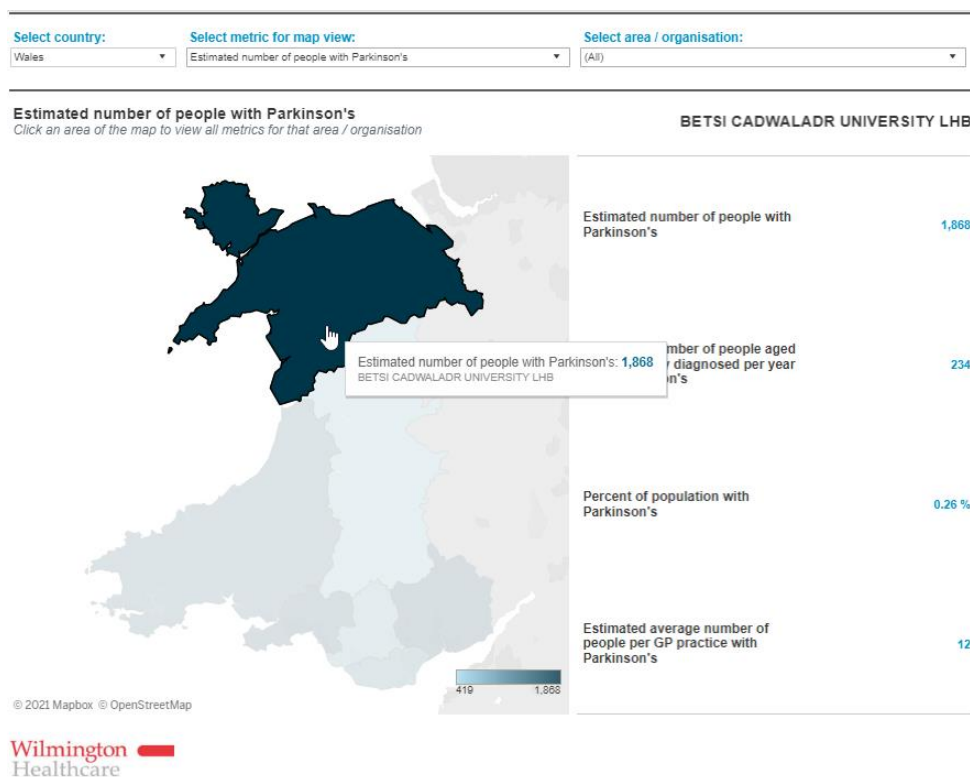 Select country:
Select metric for map view:
Select area / organisation:
Wales
Estimated number of people with Parkinson's
(All)
Estimated number of people with Parkinson's
Click an area of the map to view all metrics for that area / organisation
BETSI CADWALADR UNIVERSITY LHB
Estimated number of people with
Parkinson's
1,868
Estimated number of people with Parkinson's: 1,868
BETSI CADWALADR UNIVERSITY LHB
people aged
diagnosed per year
234
Percent of population with
Parkinson's
0.26 %
Estimated average number of
people per GP practice with
Parkinson's
12
419
1,868
© 2021 Mapbox © OpenStreetMap
Wilmington
Healthcare